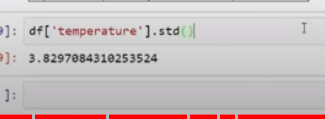 9]: df['temperature'].std()
9]: 3.8297084310253524
]: